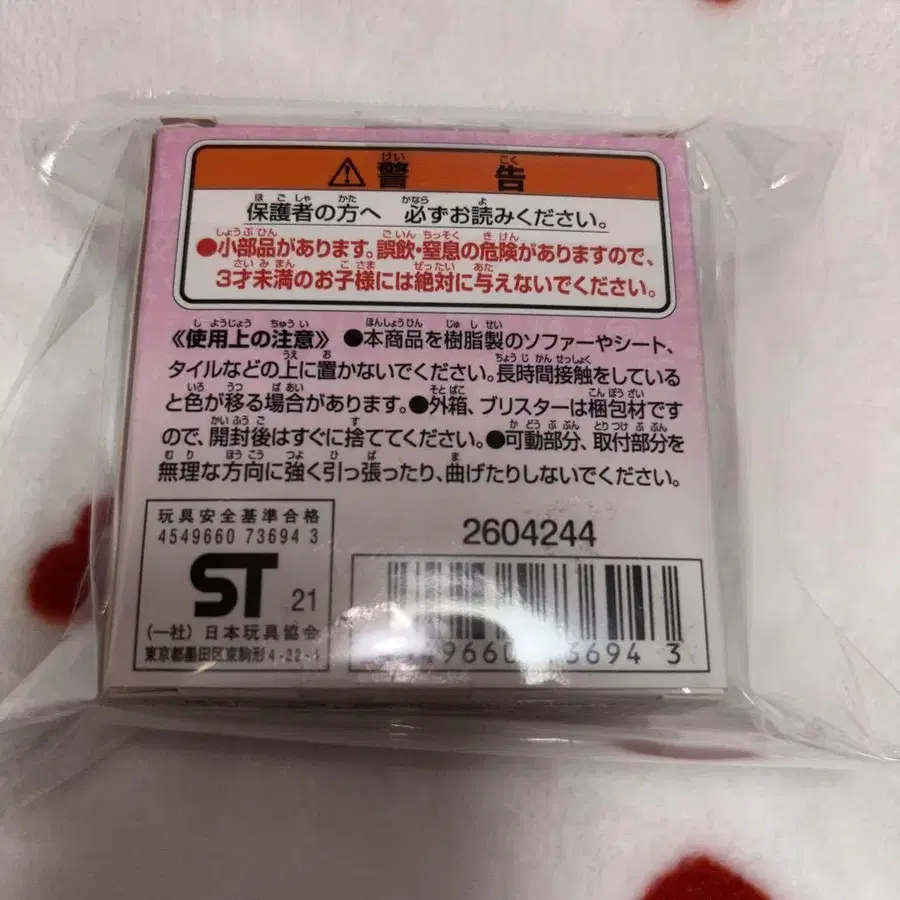 ⚠警告
保護者の方へ 必ずお読みください。
●小部品があります。誤飲・窒息の危険がありますので、
3才未満のお子様には絶対に与えないでください。
《使用上の注意》 ●本商品を樹脂製のソファーやシート、
タイルなどの上に置かないでください。長時間接触をしている
と色が移る場合があります。●外箱、ブリスターは梱包材です
ので、開封後はすぐに捨ててください。●可動部分、取付部分を
無理な方向に強く引っ張ったり、曲げたりしないでください。
玩具安全基準合格
4549660 73694 3
ST 21
(一社) 日本玩具協会
東京都墨田区東駒形4-22-4
2604244
9660 3694 3